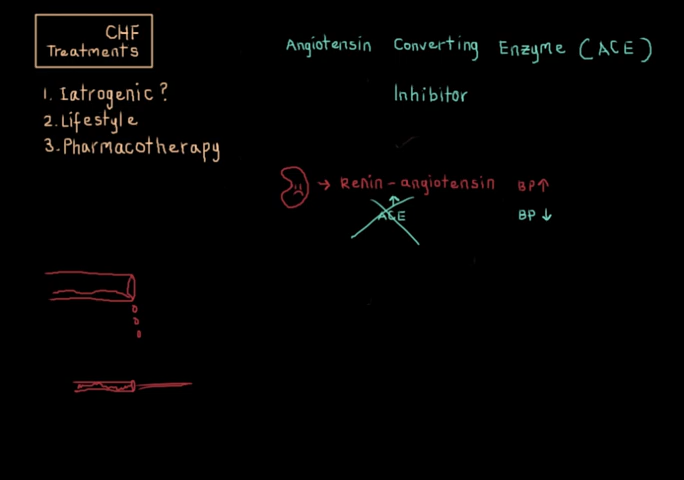 CHF
Treatments
1. Iatrogenic?
2. Lifestyle
3. Pharmacotherapy
Angiotensin Converting Enzyme (ACE)
Inhibitor
→ Renin-angiotensin BP↑
↑
ACE BP↓